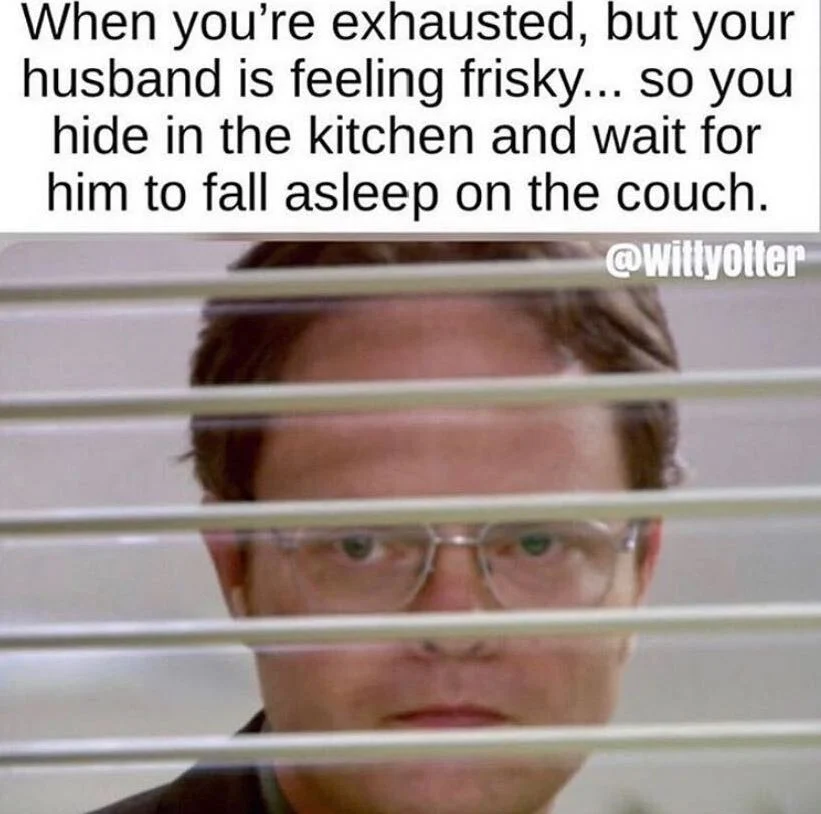 When you’re exhausted, but your
husband is feeling frisky... so you
hide in the kitchen and wait for
him to fall asleep on the couch.
@wittyotter